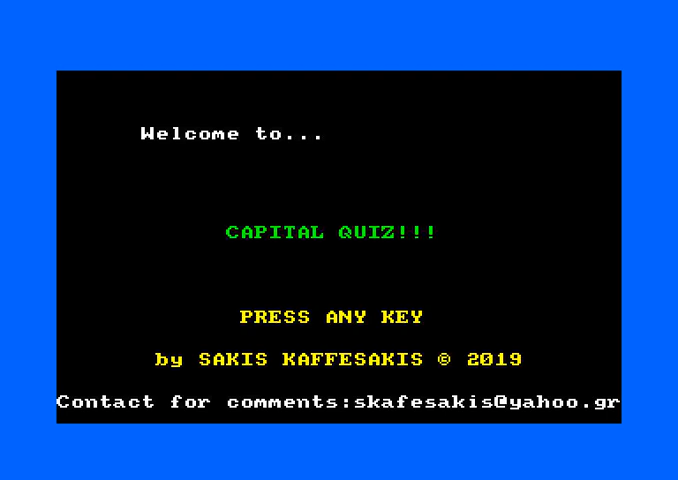 Welcome to...
CAPITAL QUIZ!!!
PRESS ANY KEY
by SAKIS KAFFESAKIS © 2019
Contact for comments:skafesakis@yahoo.gr